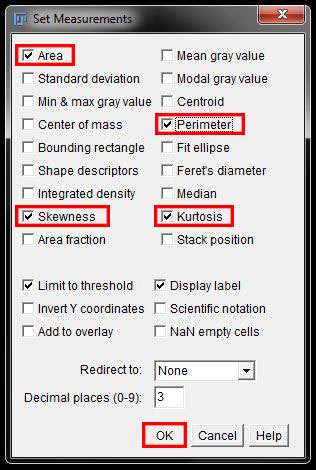 Set Measurements
Area Mean gray value
Standard deviation Modal gray value
Min & max gray value Centroid
Center of mass Perimeter
Bounding rectangle Fit ellipse
Shape descriptors Feret's diameter
Integrated density Median
Skewness Kurtosis
Area fraction Stack position
Limit to threshold Display label
Invert Y coordinates Scientific notation
Add to overlay NaN empty cells
Redirect to: None
Decimal places (0-9): 3
OK Cancel Help